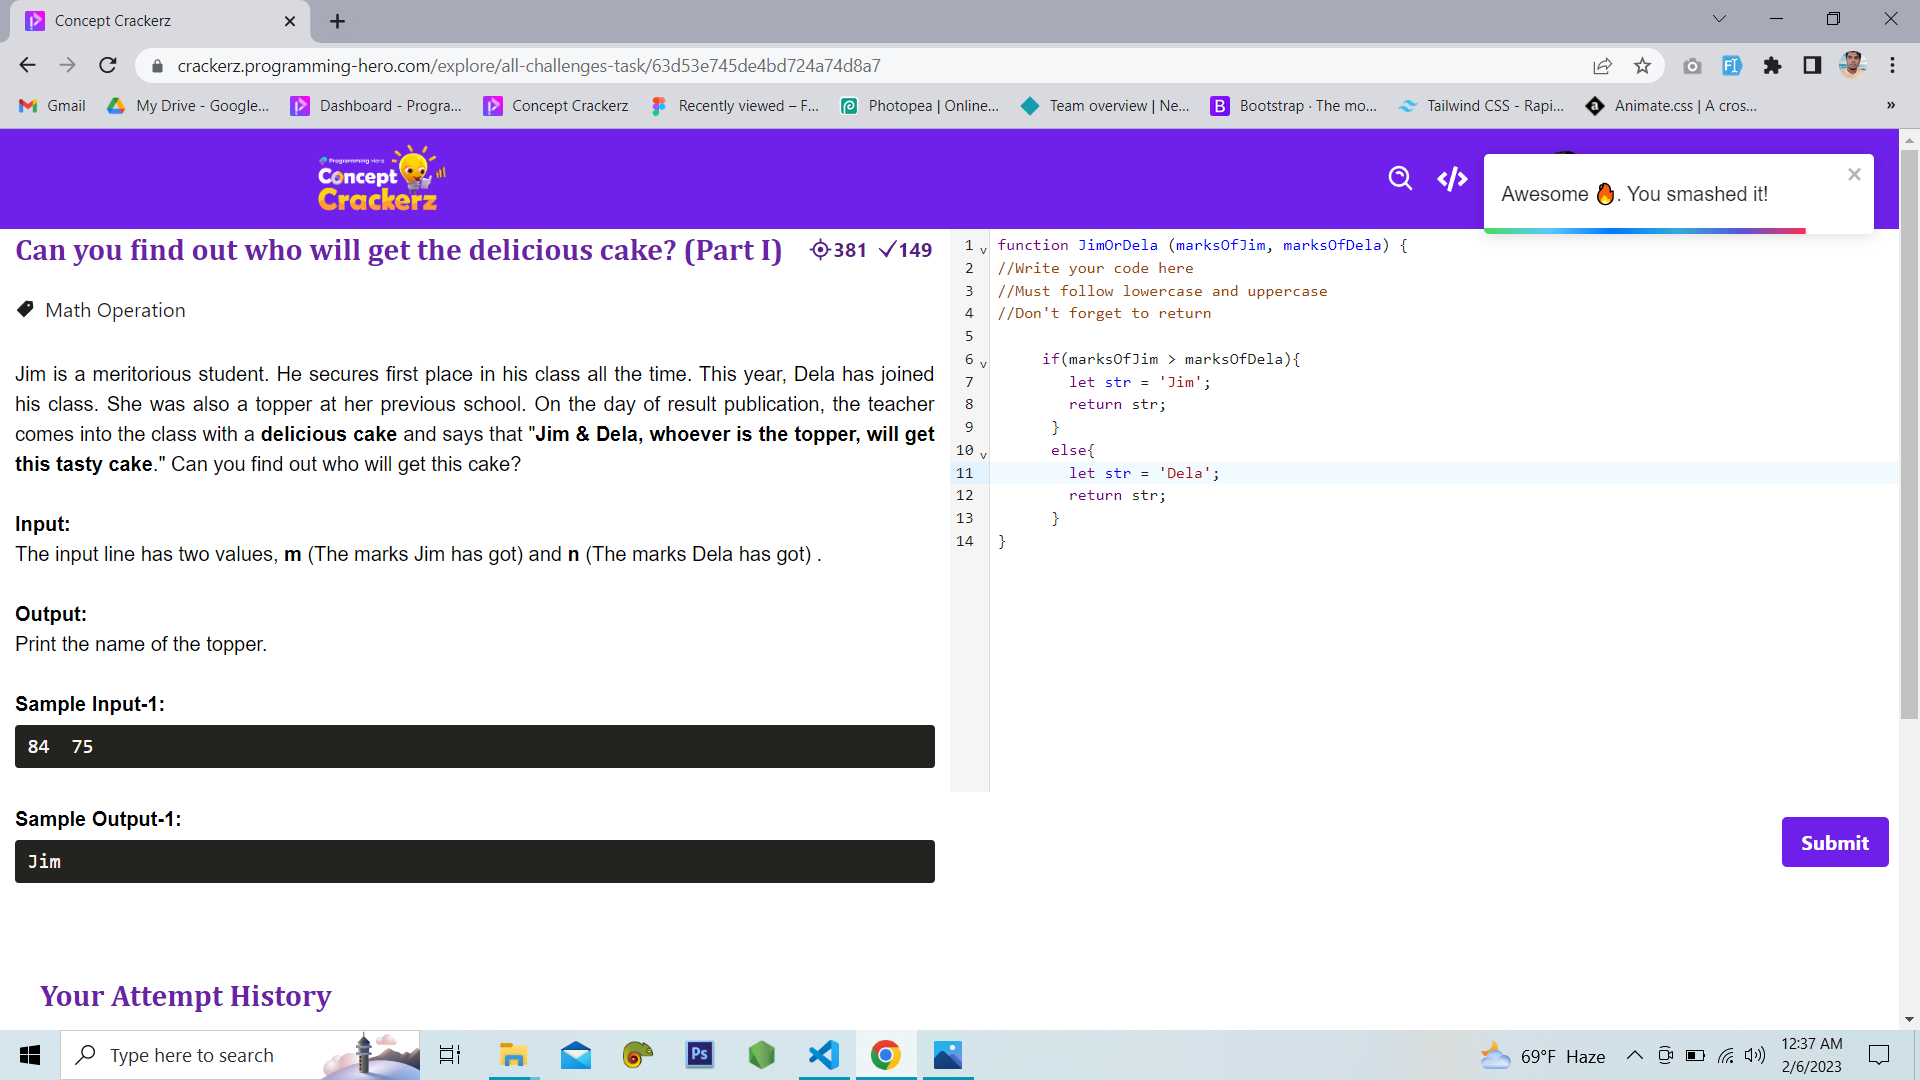 Concept Crackerz
crackerz.programming-hero.com/explore/all-challenges-task/63d53e745de4bd724a74d8a7
Gmail
My Drive - Google...
Dashboard - Progra...
Concept Crackerz
Recently viewed – F...
Photopea | Online...
Team overview | Ne...
B Bootstrap · The mo...
Tailwind CSS - Rapi...
a Animate.css | A cros...
»
Programming Hero
Concept
Crackerz
</>
Awesome 🔥. You smashed it!
Can you find out who will get the delicious cake? (Part I)
381 149
Math Operation
Jim is a meritorious student. He secures first place in his class all the time. This year, Dela has joined
his class. She was also a topper at her previous school. On the day of result publication, the teacher
comes into the class with a delicious cake and says that "Jim & Dela, whoever is the topper, will get
this tasty cake." Can you find out who will get this cake?
Input:
The input line has two values, m (The marks Jim has got) and n (The marks Dela has got) .
Output:
Print the name of the topper.
Sample Input-1:
84 75
Sample Output-1:
Jim
Your Attempt History
1 function JimOrDela (marksOfJim, marksOfDela) {
2 //Write your code here
3 //Must follow lowercase and uppercase
4 //Don't forget to return
5
6 if(marksOfJim > marksOfDela){
7 let str = 'Jim';
8 return str;
9 }
10 else{
11 let str = 'Dela';
12 return str;
13 }
14 }
Submit
Type here to search
Ps
69°F Haze
12:37 AM
2/6/2023